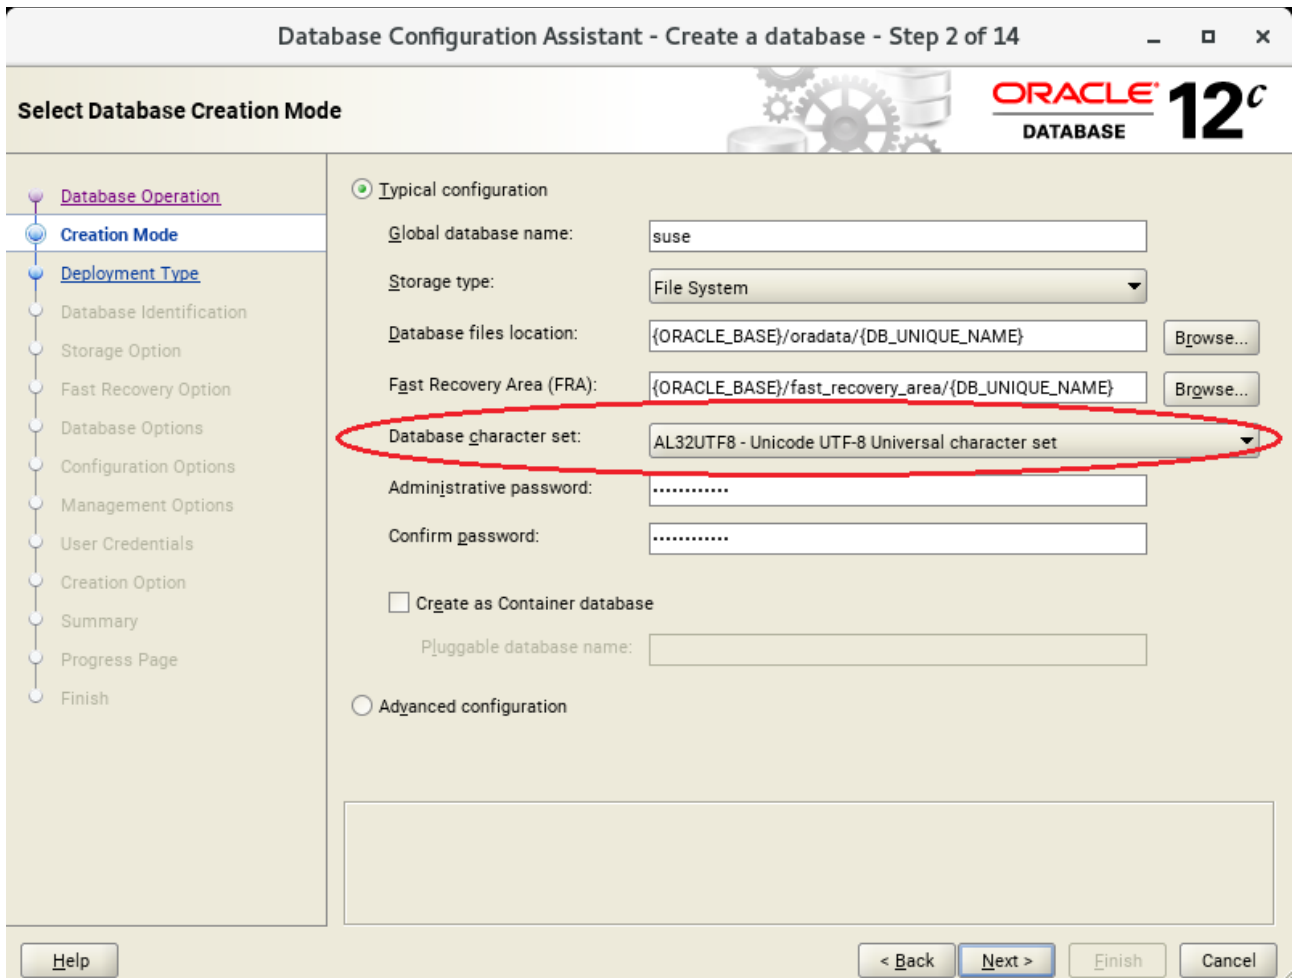 Database Configuration Assistant - Create a database - Step 2 of 14
Select Database Creation Mode
ORACLE 12c
DATABASE
Database Operation
Creation Mode
Deployment Type
Database Identification
Storage Option
Fast Recovery Option
Database Options
Configuration Options
Management Options
User Credentials
Creation Option
Summary
Progress Page
Finish
Typical configuration
Global database name: suse
Storage type: File System
Database files location: {ORACLE_BASE}/oradata/{DB_UNIQUE_NAME} Browse...
Fast Recovery Area (FRA): {ORACLE_BASE}/fast_recovery_area/{DB_UNIQUE_NAME} Browse...
Database character set: AL32UTF8 - Unicode UTF-8 Universal character set
Administrative password: ••••••••••••
Confirm password: ••••••••••••
Create as Container database
Pluggable database name:
Advanced configuration
Help < Back Next > Finish Cancel